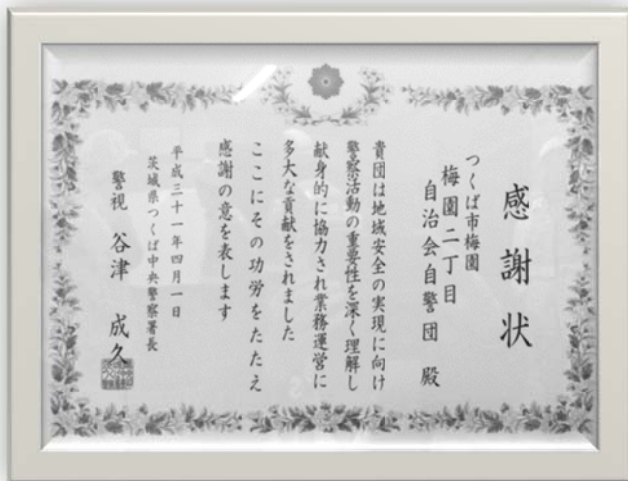 感謝状
つくば市梅園
梅園二丁目
自治会自警団 殿
貴団は地域安全の実現に向け
警察活動の重要性を深く理解し
献身的に協力され業務運営に
多大な貢献をされました
ここにその功労をたたえ
感謝の意を表します
平成三十一年四月一日
茨城県つくば中央警察署長
警視 谷津 成久